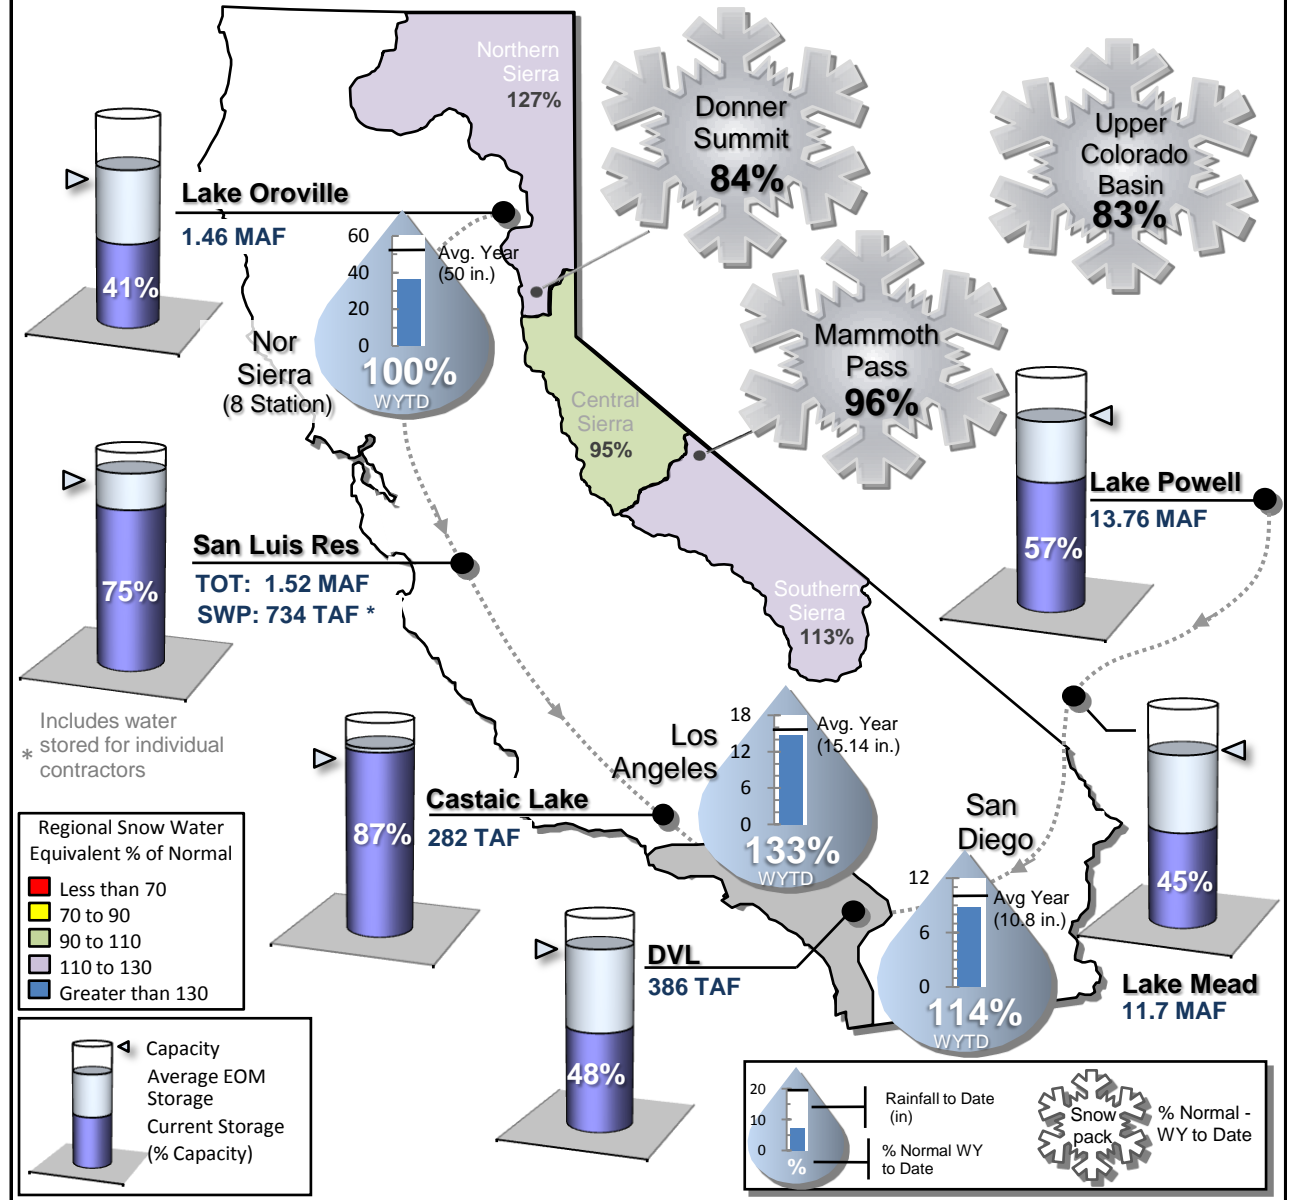 Northern
Sierra
127%
Donner
Summit
84%
Upper
Colorado
Basin
83%
Lake Oroville
1.46 MAF
41%
60
40
20
0
Avg. Year
(50 in.)
Nor
Sierra
(8 Station)
100%
WYTD
Mammoth
Pass
96%
Central
Sierra
95%
Lake Powell
13.76 MAF
57%
San Luis Res
TOT: 1.52 MAF
SWP: 734 TAF *
75%
Southern
Sierra
113%
* Includes water
stored for individual
contractors
Los
Angeles
18
12
6
0
Avg. Year
(15.14 in.)
133%
WYTD
Castaic Lake
282 TAF
87%
San
Diego
12
6
0
Avg Year
(10.8 in.)
114%
WYTD
45%
Lake Mead
11.7 MAF
DVL
386 TAF
48%
Regional Snow Water
Equivalent % of Normal
Less than 70
70 to 90
90 to 110
110 to 130
Greater than 130
Capacity
Average EOM
Storage
Current Storage
(% Capacity)
20
10
0
%
Rainfall to Date
(in)
% Normal WY
to Date
Snow
pack
% Normal -
WY to Date